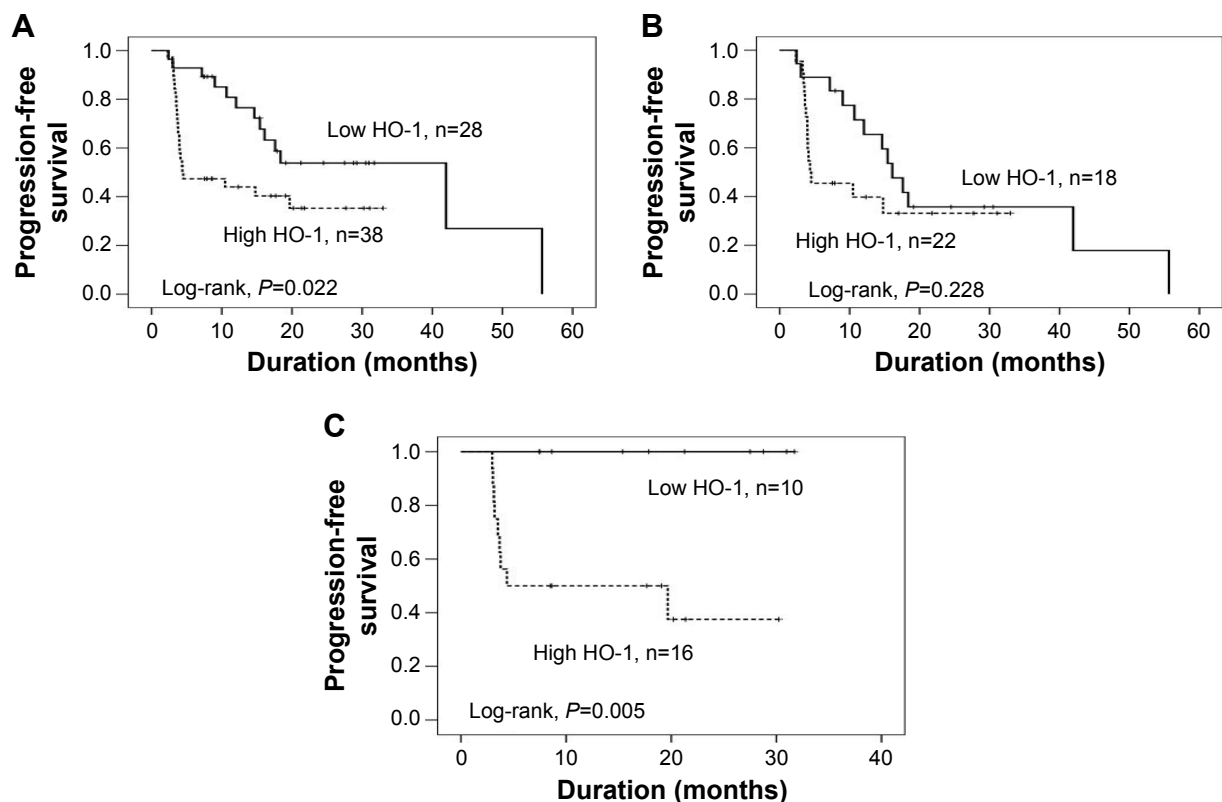 A
Progression-free
survival
1.0
0.8
0.6
0.4
0.2
0.0
Low HO-1, n=28
High HO-1, n=38
Log-rank, P=0.022
0 10 20 30 40 50 60
Duration (months)
B
Progression-free
survival
1.0
0.8
0.6
0.4
0.2
0.0
Low HO-1, n=18
High HO-1, n=22
Log-rank, P=0.228
0 10 20 30 40 50 60
Duration (months)
C
Progression-free
survival
1.0
0.8
0.6
0.4
0.2
0.0
Low HO-1, n=10
High HO-1, n=16
Log-rank, P=0.005
0 10 20 30 40
Duration (months)